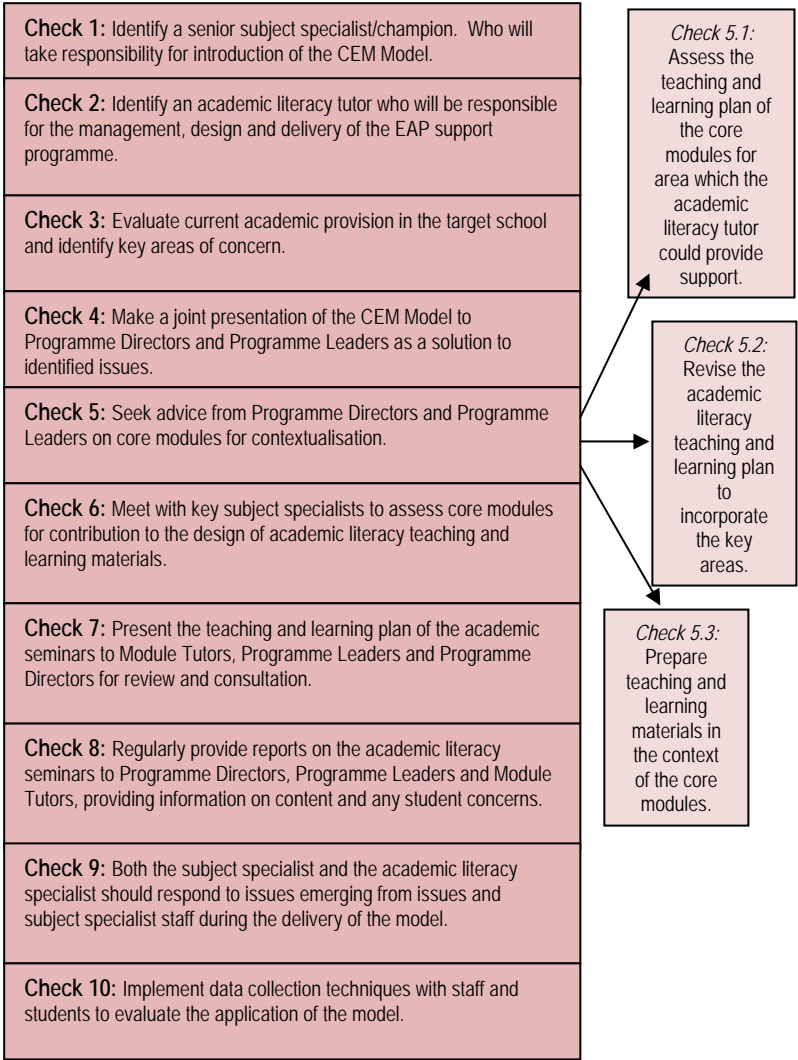 Check 1: Identify a senior subject specialist/champion.  Who will
take responsibility for introduction of the CEM Model.
Check 2: Identify an academic literacy tutor who will be responsible
for the management, design and delivery of the EAP support
programme.
Check 3: Evaluate current academic provision in the target school
and identify key areas of concern.
Check 4: Make a joint presentation of the CEM Model to
Programme Directors and Programme Leaders as a solution to
identified issues.
Check 5: Seek advice from Programme Directors and Programme
Leaders on core modules for contextualisation.
Check 5.1:
Assess the
teaching and
learning plan of
the core
modules for
area which the
academic
literacy tutor
could provide
support.
Check 5.2:
Revise the
academic
literacy
teaching and
learning plan
to
incorporate
the key
areas.
Check 5.3:
Prepare
teaching and
learning
materials in
the context
of the core
modules.
Check 6: Meet with key subject specialists to assess core modules
for contribution to the design of academic literacy teaching and
learning materials.
Check 7: Present the teaching and learning plan of the academic
seminars to Module Tutors, Programme Leaders and Programme
Directors for review and consultation.
Check 8: Regularly provide reports on the academic literacy
seminars to Programme Directors, Programme Leaders and Module
Tutors, providing information on content and any student concerns.
Check 9: Both the subject specialist and the academic literacy
specialist should respond to issues emerging from issues and
subject specialist staff during the delivery of the model.
Check 10: Implement data collection techniques with staff and
students to evaluate the application of the model.